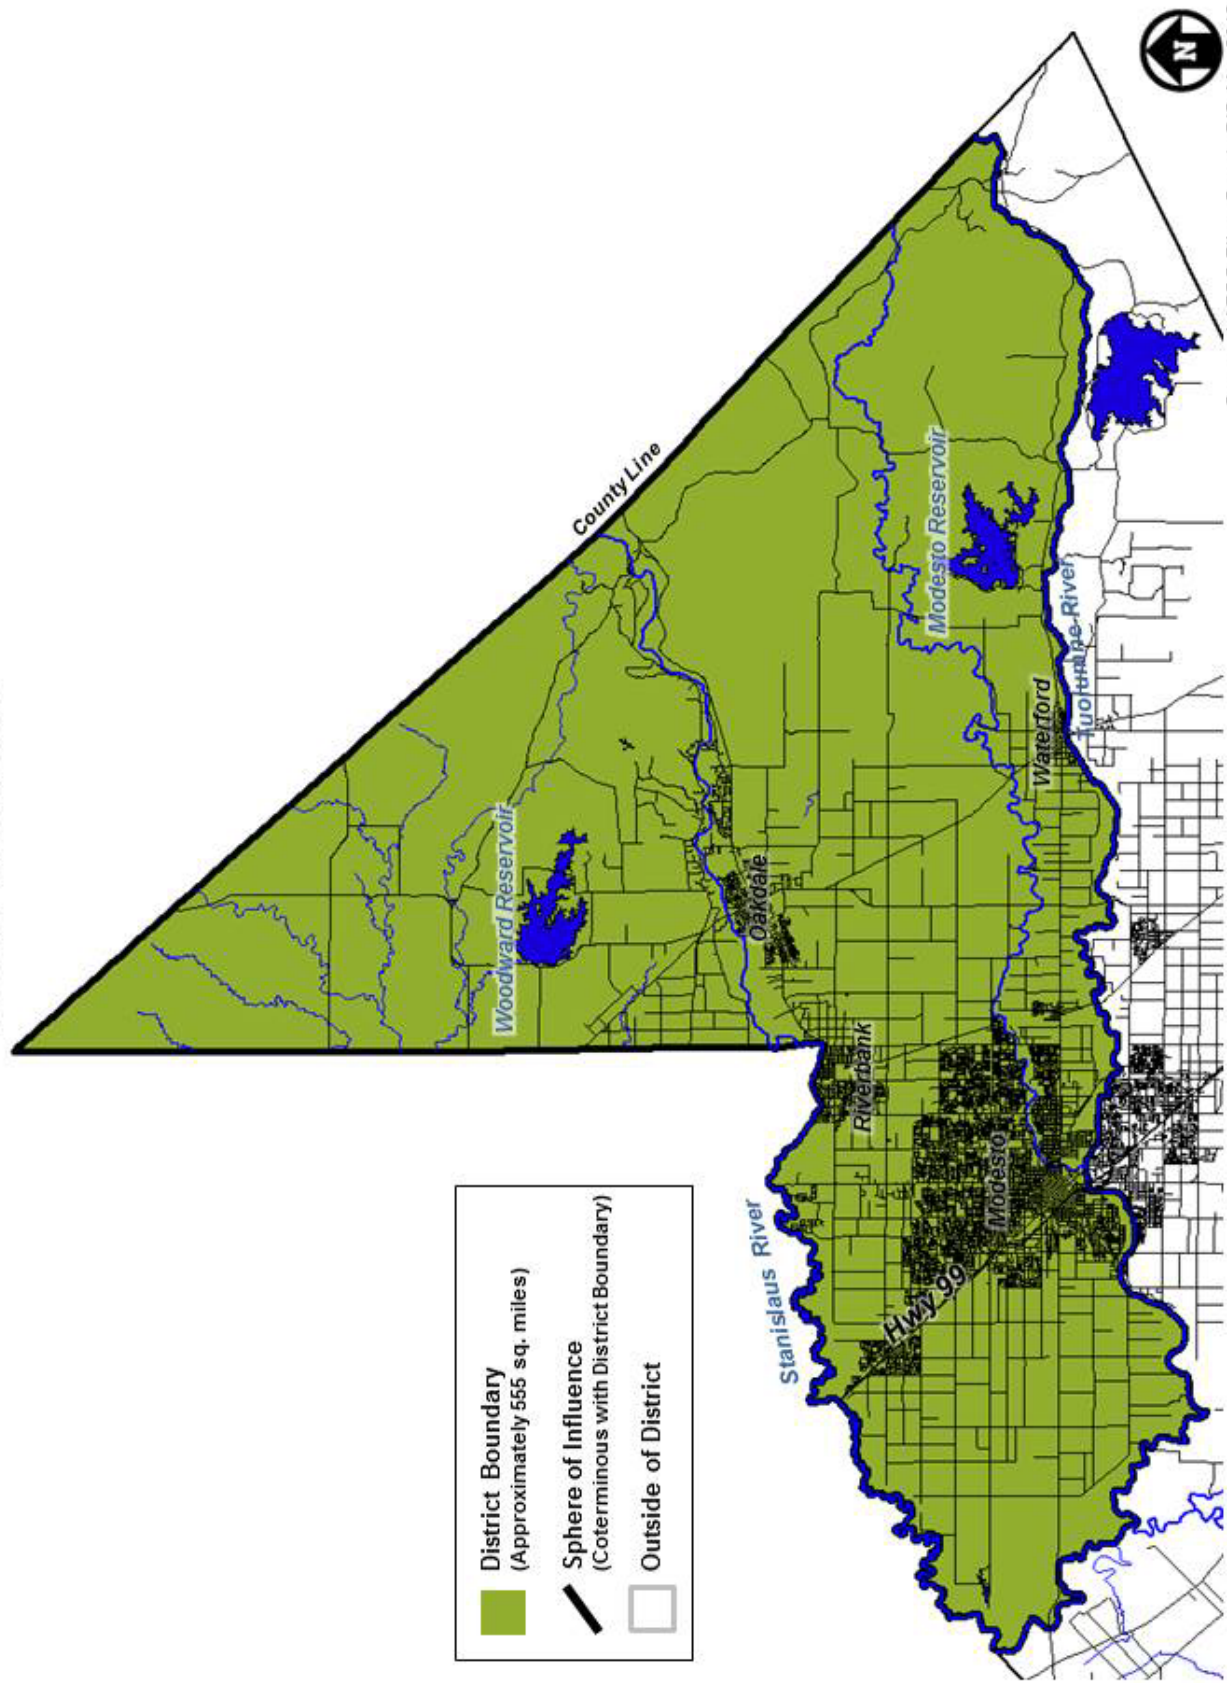 N
County Line
Woodward Reservoir
Modesto Reservoir
Oakdale
Waterford
Tuolumne River
Riverbank
Stanislaus River
Modesto
Hwy 99
District Boundary
(Approximately 555 sq. miles)
Sphere of Influence
(Coterminous with District Boundary)
Outside of District